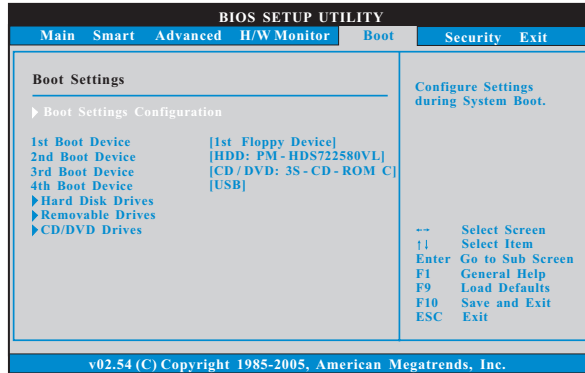 BIOS SETUP UTILITY
Main Smart Advanced H/W Monitor Boot Security Exit
Boot Settings
Boot Settings Configuration
1st Boot Device [1st Floppy Device]
2nd Boot Device [HDD: PM - HDS722580VL]
3rd Boot Device [CD / DVD: 3S - CD - ROM C]
4th Boot Device [USB]
Hard Disk Drives
Removable Drives
CD/DVD Drives
Configure Settings
during System Boot.
←→ Select Screen
↑↓ Select Item
Enter Go to Sub Screen
F1 General Help
F9 Load Defaults
F10 Save and Exit
ESC Exit
v02.54 (C) Copyright 1985-2005, American Megatrends, Inc.